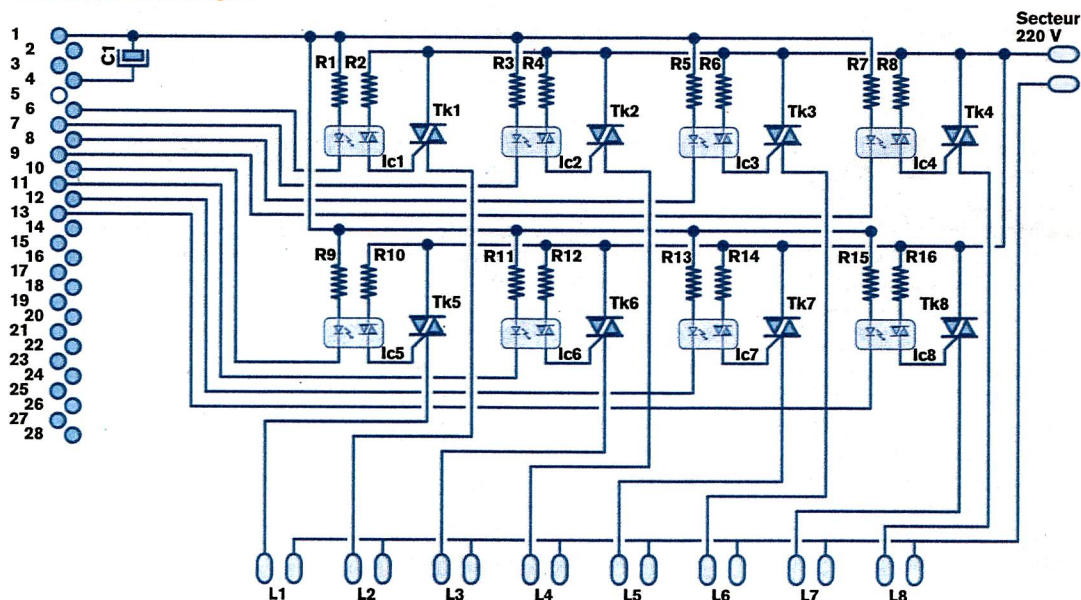 Secteur
220 V
1
2
3
4
5
6
7
8
9
10
11
12
13
14
15
16
17
18
19
20
21
22
23
24
25
26
27
28
C1
R1 R2 R3 R4 R5 R6 R7 R8
Tk1 Tk2 Tk3 Tk4
Ic1 Ic2 Ic3 Ic4
R9 R10 R11 R12 R13 R14 R15 R16
Tk5 Tk6 Tk7 Tk8
Ic5 Ic6 Ic7 Ic8
L1 L2 L3 L4 L5 L6 L7 L8